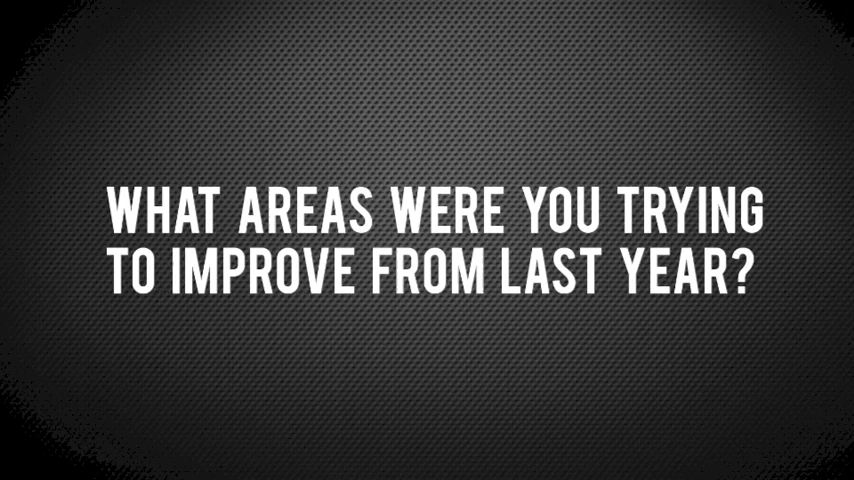 WHAT AREAS WERE YOU TRYING
TO IMPROVE FROM LAST YEAR?